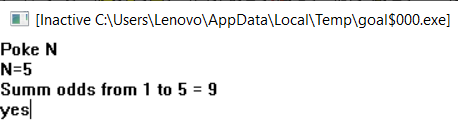 [Inactive C:\Users\Lenovo\AppData\Local\Temp\goal$000.exe]
Poke N
N=5
Summ odds from 1 to 5 = 9
yes